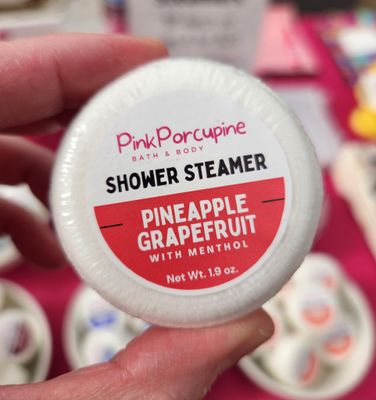 PinkPorcupine
BATH & BODY
SHOWER STEAMER
PINEAPPLE
GRAPEFRUIT
WITH MENTHOL
Net Wt. 1.9 oz.